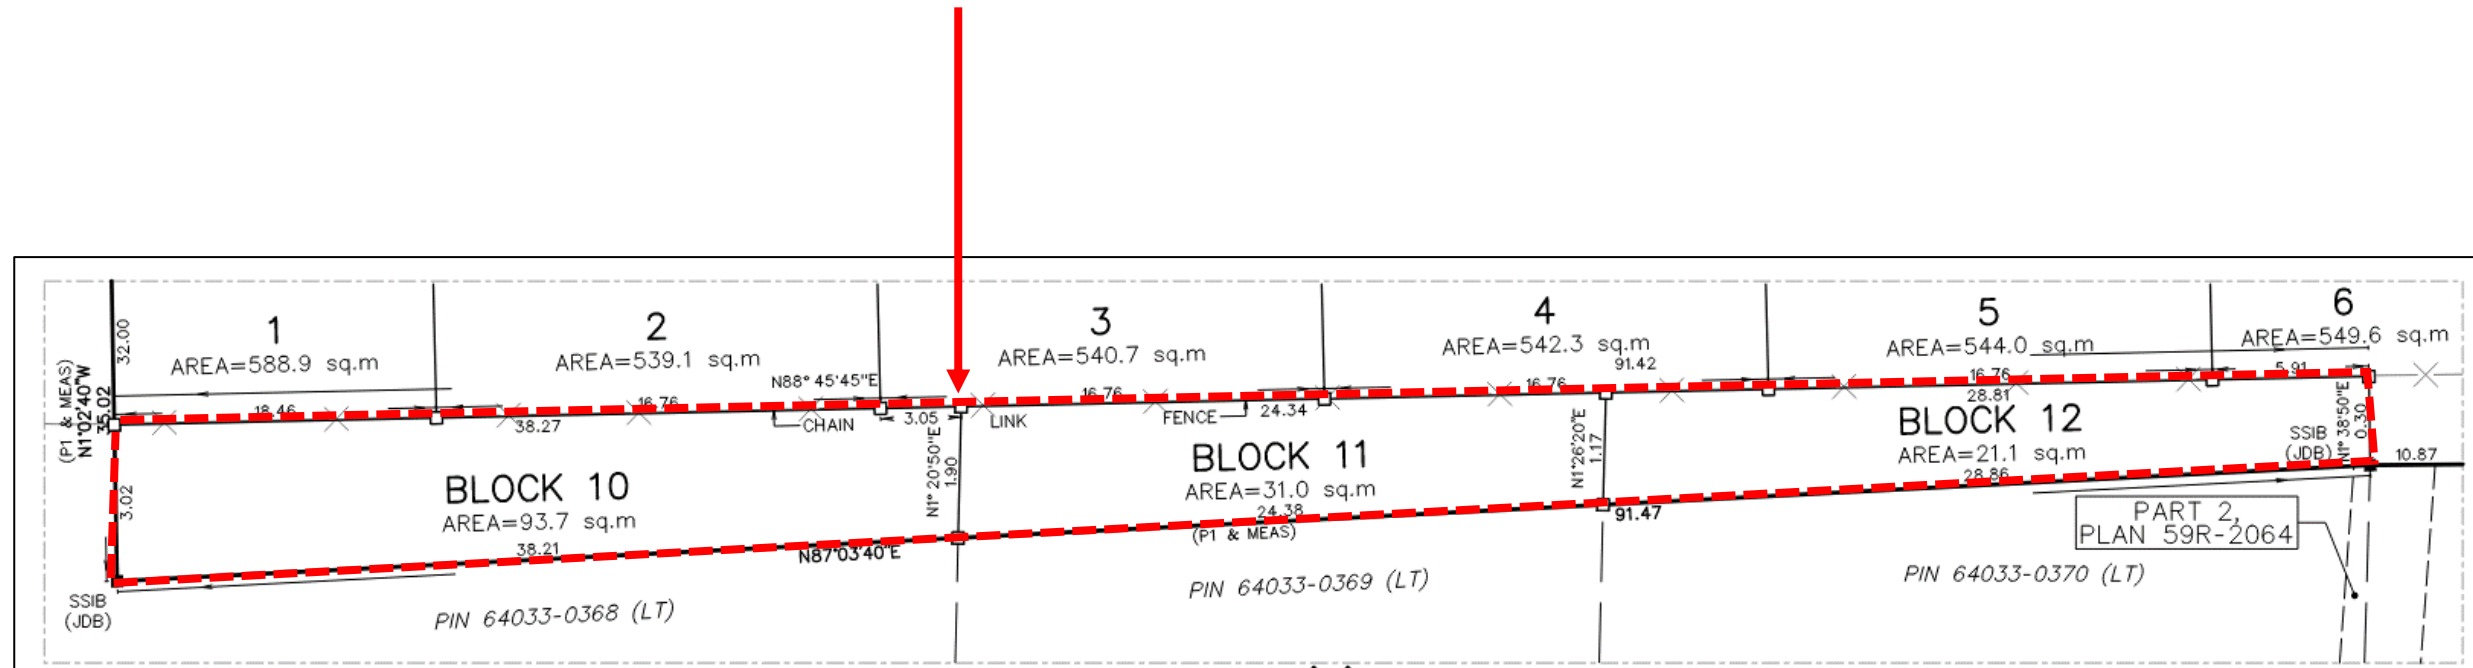 1
AREA=588.9 sq.m
2
AREA=539.1 sq.m
3
AREA=540.7 sq.m
4
AREA=542.3 sq.m
91.42
5
AREA=544.0 sq.m
6
AREA=549.6 sq.m
32.00
(P1 & MEAS)
N1°02'40"W
35.02
N88°45'45"E
18.46
16.76
16.76
16.76
16.76
5.91
38.27
CHAIN
3.05
LINK
FENCE
24.34
28.81
3.02
BLOCK 10
AREA=93.7 sq.m
38.21
N87°03'40"E
N1°20'50"E
1.90
BLOCK 11
AREA=31.0 sq.m
24.38
(P1 & MEAS)
N1°26'20"E
1.17
BLOCK 12
AREA=21.1 sq.m
28.86
91.47
SSIB
(JDB)
N1°38'50"E
0.30
10.87
PART 2,
PLAN 59R-2064
SSIB
(JDB)
PIN 64033-0368 (LT)
PIN 64033-0369 (LT)
PIN 64033-0370 (LT)